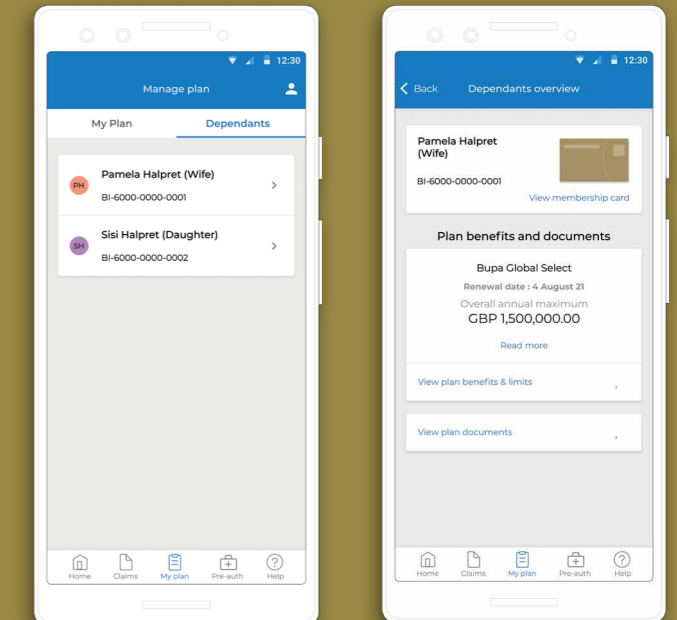 12:30
Manage plan
My Plan Dependants
PH
Pamela Halpret (Wife)
BI-6000-0000-0001
SH
Sisi Halpret (Daughter)
BI-6000-0000-0002
Home Claims My plan Pre-auth Help
12:30
Back Dependants overview
Pamela Halpret
(Wife)
BI-6000-0000-0001
View membership card
Plan benefits and documents
Bupa Global Select
Renewal date : 4 August 21
Overall annual maximum
GBP 1,500,000.00
Read more
View plan benefits & limits
View plan documents
Home Claims My plan Pre-auth Help